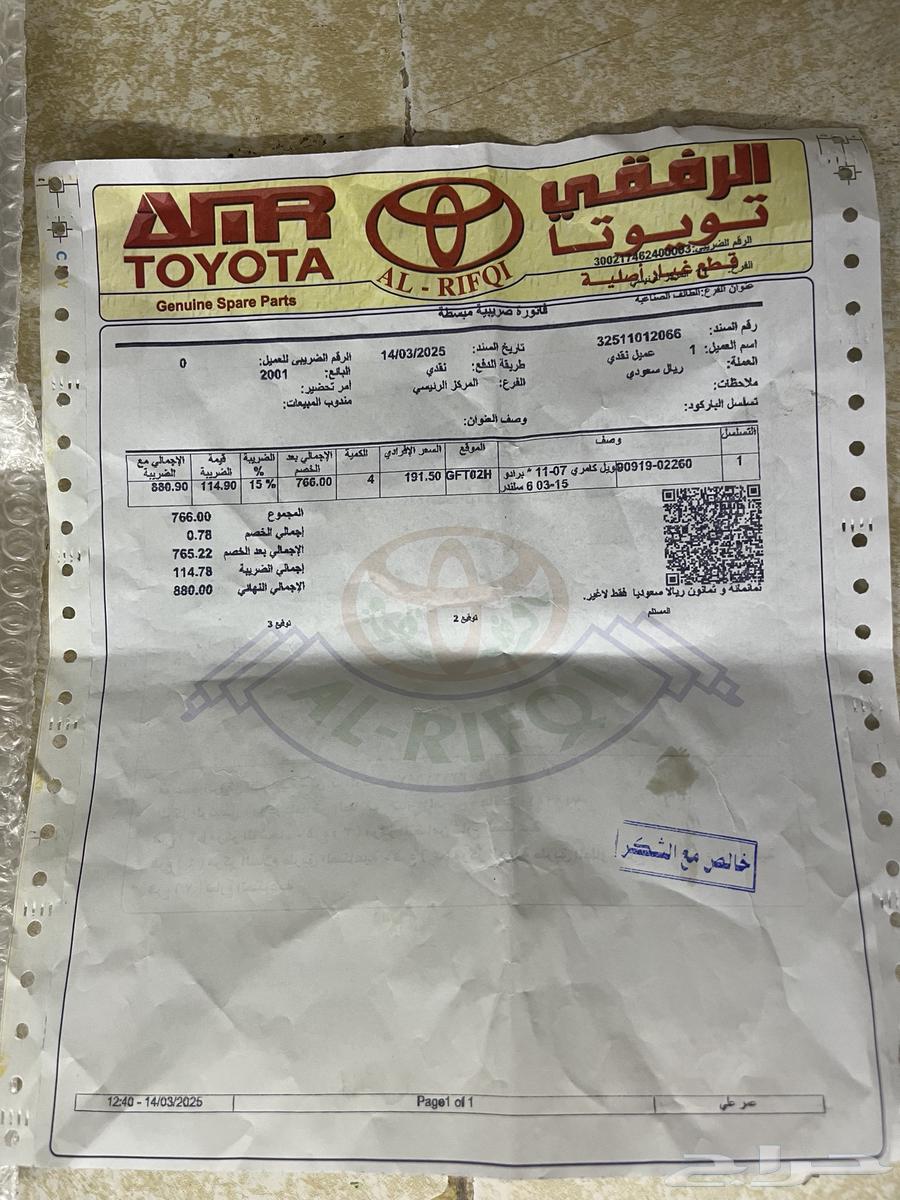 ATR
TOYOTA
Genuine Spare Parts
AL - RIFQI
الرفقي
تويوتا
قطع غيار أصلية
الرقم الضريبي: 300217462400003
عنوان الفرع: الطائف الصناعية
فاتورة ضريبية مبسطة
رقم السند: 32511012066
تاريخ السند: 14/03/2025
الرقم الضريبي للعميل: 0
اسم العميل: 1 عميل نقدي
طريقة الدفع: نقدي
البائع: 2001
العملة: ريال سعودي
الفرع: المركز الرئيسي
أمر تحضير:
ملاحظات:
مندوب المبيعات:
تسلسل الباركود:
وصف العنوان:
التسلسل وصف الموقع السعر الإفرادي الكمية الإجمالي بعد الخصم الضريبة % قيمة الضريبة الإجمالي مع الضريبة
1 90919-02260 كويل كامري 07-11 * برادو 03-15 6 سلندر GFT02H 191.50 4 766.00 15 % 114.90 880.90
المجموع 766.00
إجمالي الخصم 0.78
الإجمالي بعد الخصم 765.22
إجمالي الضريبة 114.78
الإجمالي النهائي 880.00
ثمانمائة و ثمانون ريالا سعوديا فقط لاغير.
المستلم
توقيع 2
توقيع 3
AL-RIFQI
خالص مع الشكر
12:40 - 14/03/2025
Page1 of 1
عمر علي
حراج